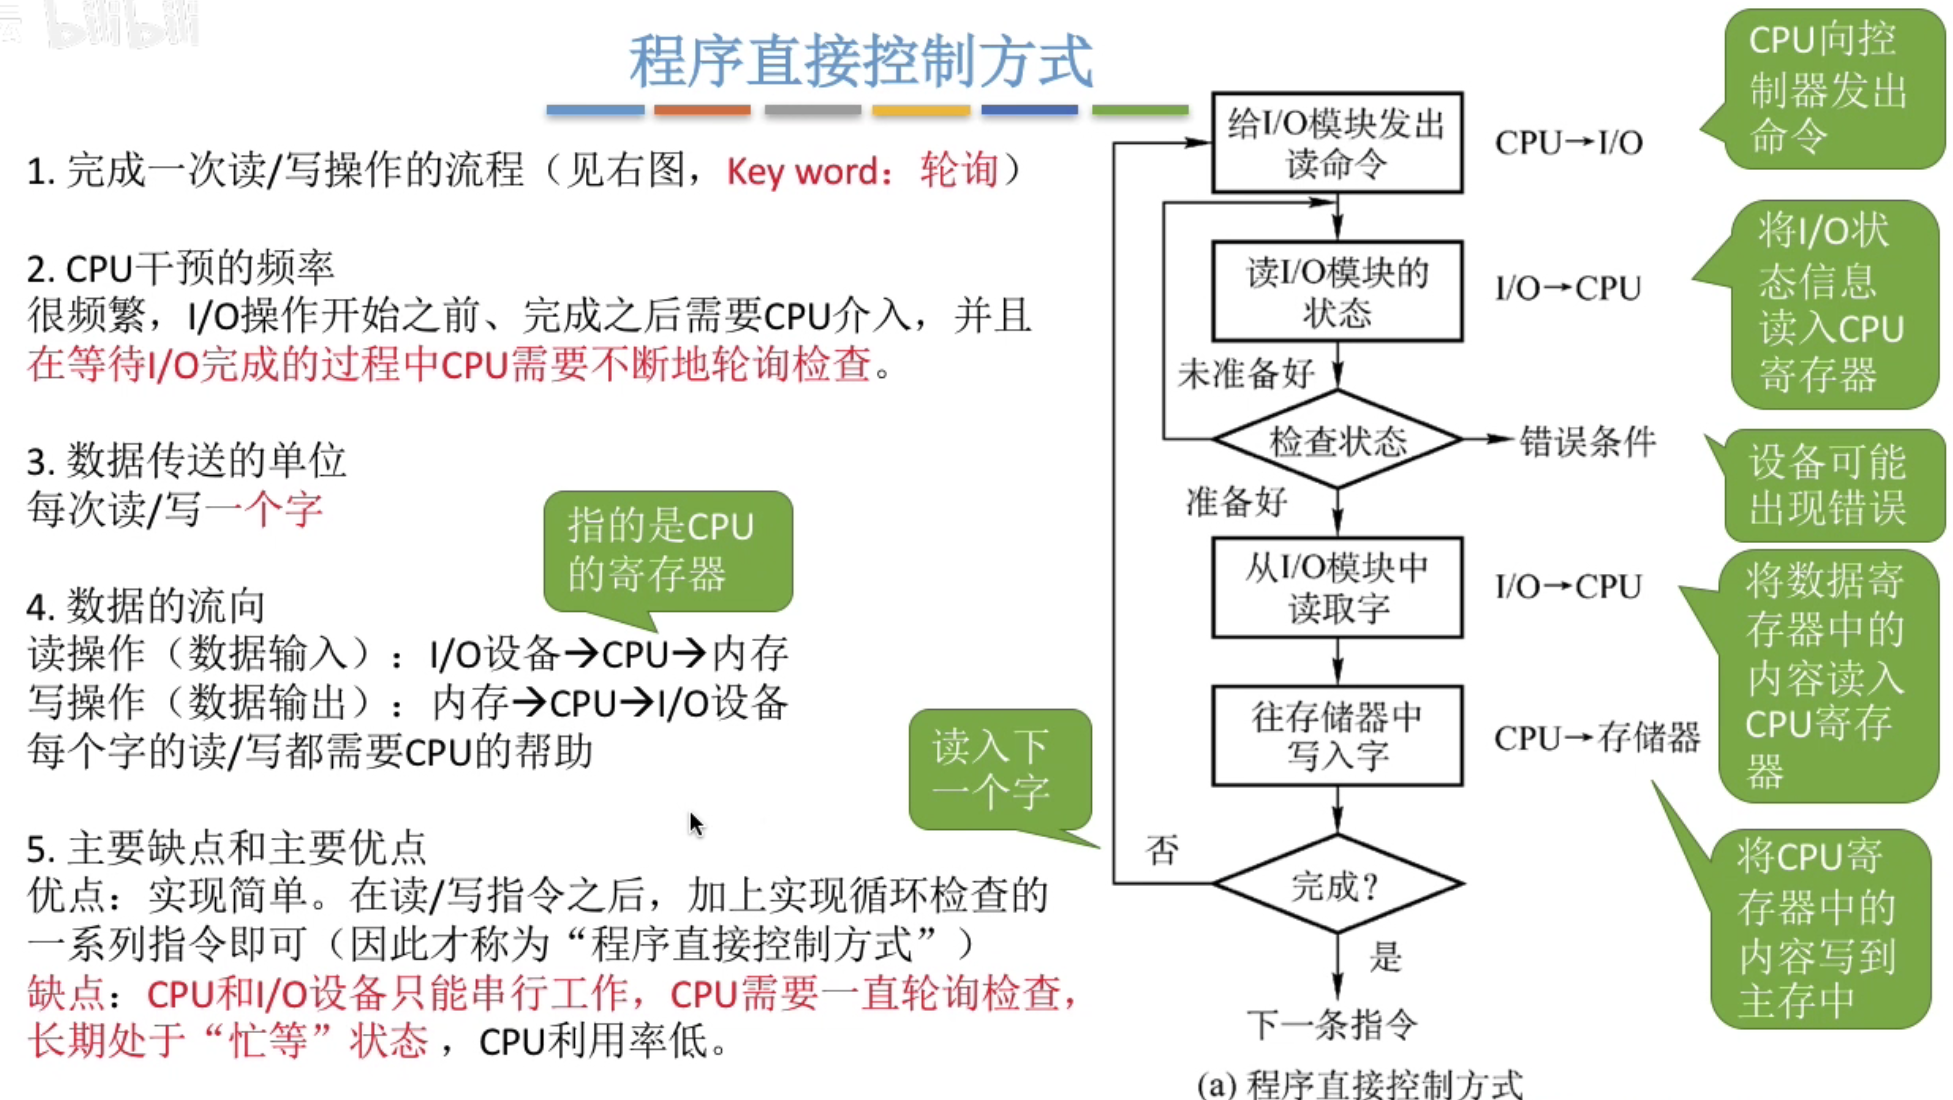 云 bilibili
程序直接控制方式
1. 完成一次读/写操作的流程（见右图，Key word：轮询）
2. CPU干预的频率
很频繁，I/O操作开始之前、完成之后需要CPU介入，并且
在等待I/O完成的过程中CPU需要不断地轮询检查。
3. 数据传送的单位
每次读/写一个字
指的是CPU
的寄存器
4. 数据的流向
读操作（数据输入）：I/O设备→CPU→内存
写操作（数据输出）：内存→CPU→I/O设备
每个字的读/写都需要CPU的帮助
5. 主要缺点和主要优点
优点：实现简单。在读/写指令之后，加上实现循环检查的
一系列指令即可（因此才称为“程序直接控制方式”）
缺点：CPU和I/O设备只能串行工作，CPU需要一直轮询检查，
长期处于“忙等”状态，CPU利用率低。
给I/O模块发出
读命令
CPU→I/O
CPU向控
制器发出
命令
读I/O模块的
状态
I/O→CPU
将I/O状
态信息
读入CPU
寄存器
未准备好
检查状态
错误条件
设备可能
出现错误
准备好
从I/O模块中
读取字
I/O→CPU
将数据寄
存器中的
内容读入
CPU寄存
器
往存储器中
写入字
CPU→存储器
将CPU寄
存器中的
内容写到
主存中
读入下
一个字
否
完成？
是
下一条指令
(a) 程序直接控制方式